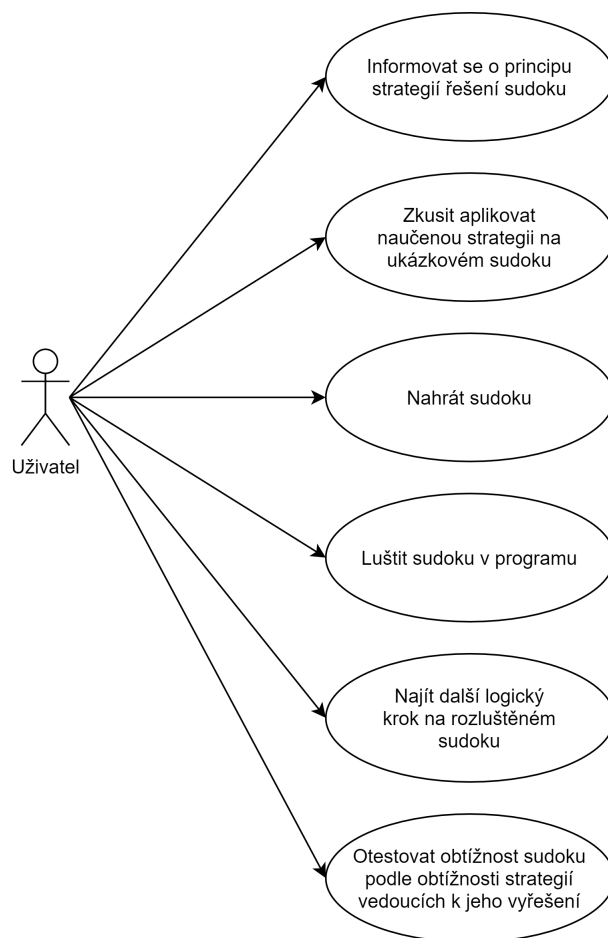 Informovat se o principu
strategií řešení sudoku
Zkusit aplikovat
naučenou strategii na
ukázkovém sudoku
Nahrát sudoku
Uživatel
Luštit sudoku v programu
Najít další logický
krok na rozluštěném
sudoku
Otestovat obtížnost sudoku
podle obtížnosti strategií
vedoucích k jeho vyřešení